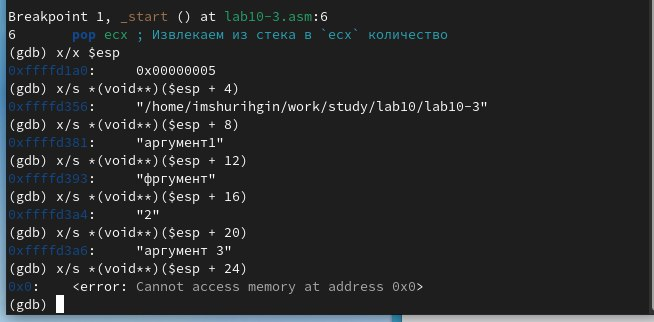 Breakpoint 1, _start () at lab10-3.asm:6
6 pop ecx ; Извлекаем из стека в `ecx` количество
(gdb) x/x $esp
0xffffd1a0: 0x00000005
(gdb) x/s *(void**)($esp + 4)
0xffffd356: "/home/imshurihgin/work/study/lab10/lab10-3"
(gdb) x/s *(void**)($esp + 8)
0xffffd381: "аргумент1"
(gdb) x/s *(void**)($esp + 12)
0xffffd393: "фргумент"
(gdb) x/s *(void**)($esp + 16)
0xffffd3a4: "2"
(gdb) x/s *(void**)($esp + 20)
0xffffd3a6: "аргумент 3"
(gdb) x/s *(void**)($esp + 24)
0x0: <error: Cannot access memory at address 0x0>
(gdb)